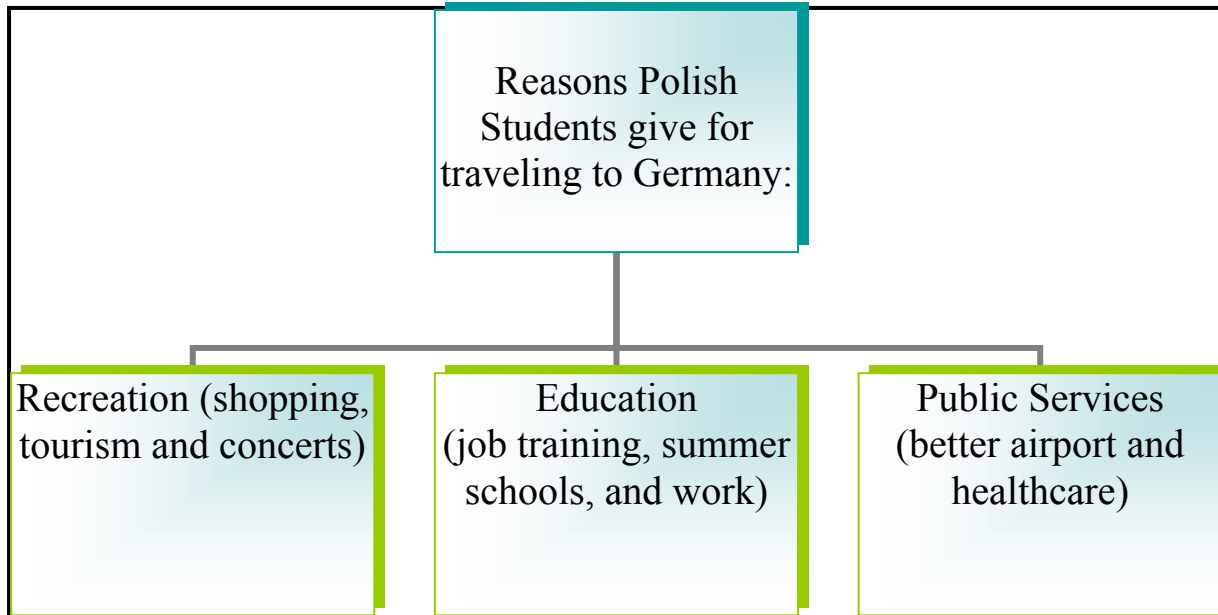 Reasons Polish
Students give for
traveling to Germany:
Recreation (shopping,
tourism and concerts)
Education
(job training, summer
schools, and work)
Public Services
(better airport and
healthcare)